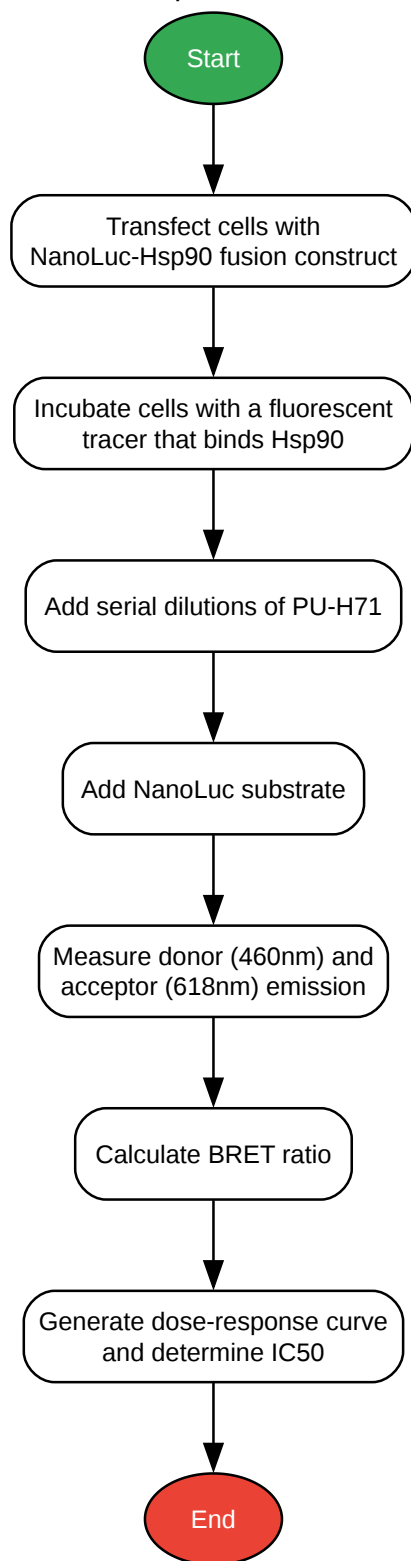 Start
Transfect cells with
NanoLuc-Hsp90 fusion construct
Incubate cells with a fluorescent
tracer that binds Hsp90
Add serial dilutions of PU-H71
Add NanoLuc substrate
Measure donor (460nm) and
acceptor (618nm) emission
Calculate BRET ratio
Generate dose-response curve
and determine IC50
End